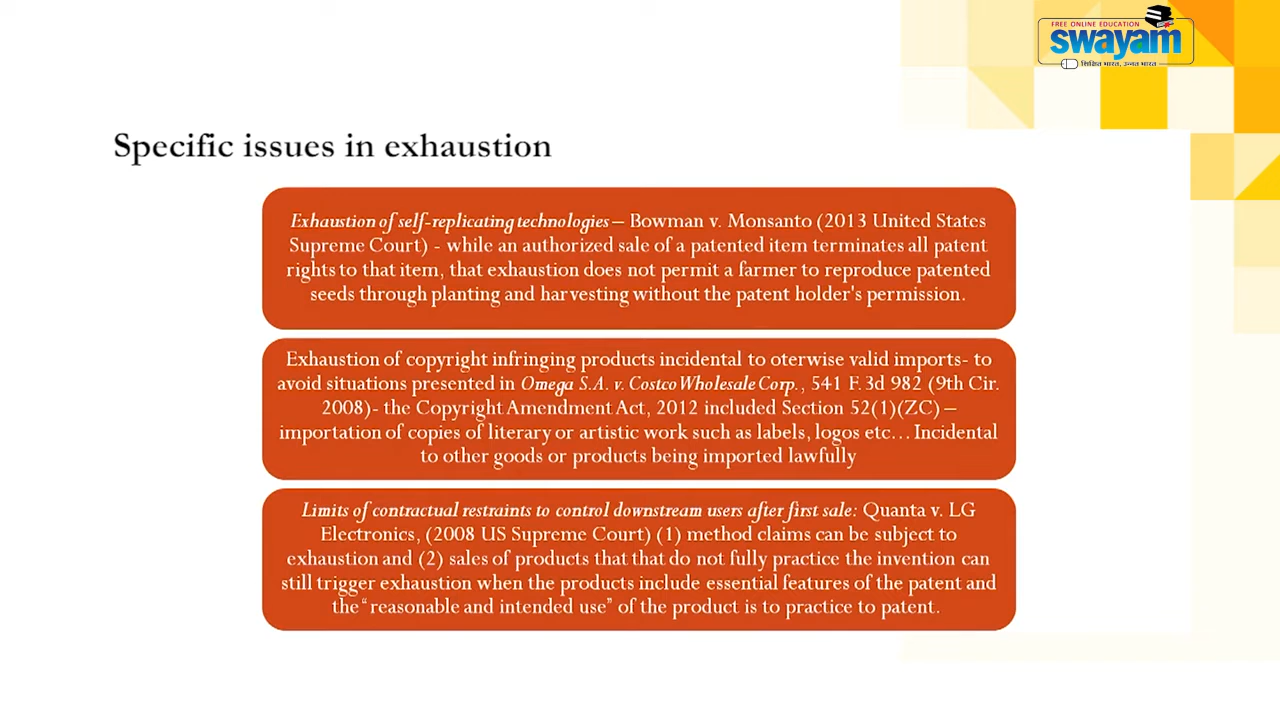 FREE ONLINE EDUCATION
swayam
शिक्षित भारत, उन्नत भारत
Specific issues in exhaustion
Exhaustion of self-replicating technologies – Bowman v. Monsanto (2013 United States
Supreme Court) - while an authorized sale of a patented item terminates all patent
rights to that item, that exhaustion does not permit a farmer to reproduce patented
seeds through planting and harvesting without the patent holder's permission.
Exhaustion of copyright infringing products incidental to oterwise valid imports- to
avoid situations presented in Omega S.A. v. Costco Wholesale Corp., 541 F. 3d 982 (9th Cir.
2008)- the Copyright Amendment Act, 2012 included Section 52(1)(ZC) –
importation of copies of literary or artistic work such as labels, logos etc… Incidental
to other goods or products being imported lawfully
Limits of contractual restraints to control downstream users after first sale: Quanta v. LG
Electronics, (2008 US Supreme Court) (1) method claims can be subject to
exhaustion and (2) sales of products that that do not fully practice the invention can
still trigger exhaustion when the products include essential features of the patent and
the “reasonable and intended use” of the product is to practice to patent.